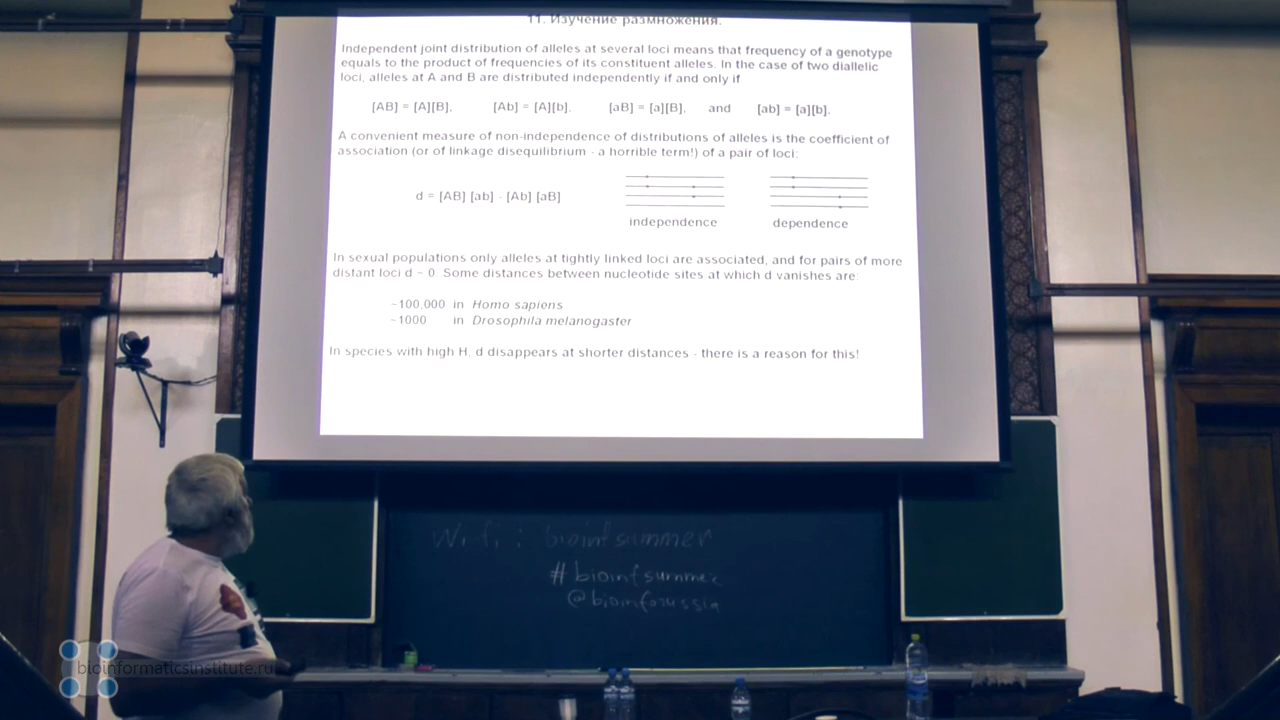 11. Изучение размножения.
Independent joint distribution of alleles at several loci means that frequency of a genotype
equals to the product of frequencies of its constituent alleles. In the case of two diallelic
loci, alleles at A and B are distributed independently if and only if
[AB] = [A][B], [Ab] = [A][b], [aB] = [a][B], and [ab] = [a][b].
A convenient measure of non-independence of distributions of alleles is the coefficient of
association (or of linkage disequilibrium - a horrible term!) of a pair of loci:
d = [AB] [ab] - [Ab] [aB]
independence dependence
In sexual populations only alleles at tightly linked loci are associated, and for pairs of more
distant loci d ~ 0. Some distances between nucleotide sites at which d vanishes are:
~100,000 in Homo sapiens
~1000 in Drosophila melanogaster
In species with high H, d disappears at shorter distances - there is a reason for this!
Wi-fi: bioinfsummer
#bioinfsummer
@bioinforussia
bioinformaticsinstitute.ru